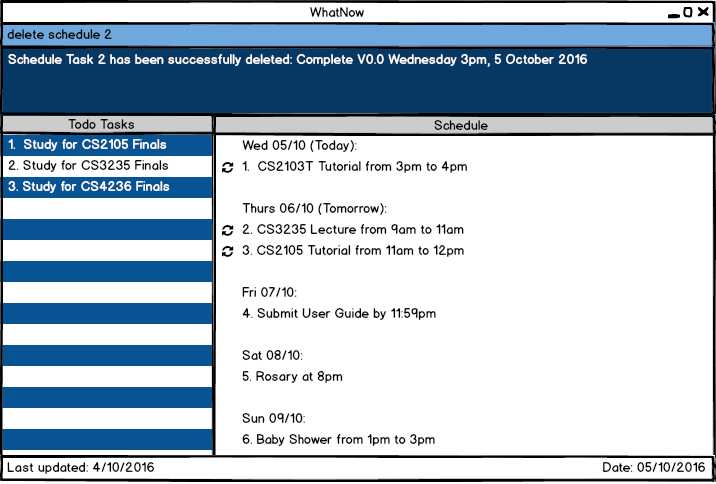 WhatNow
delete schedule 2
Schedule Task 2 has been successfully deleted: Complete V0.0 Wednesday 3pm, 5 October 2016
Todo Tasks
1. Study for CS2105 Finals
2. Study for CS3235 Finals
3. Study for CS4236 Finals
Schedule
Wed 05/10 (Today):
1. CS2103T Tutorial from 3pm to 4pm
Thurs 06/10 (Tomorrow):
2. CS3235 Lecture from 9am to 11am
3. CS2105 Tutorial from 11am to 12pm
Fri 07/10:
4. Submit User Guide by 11:59pm
Sat 08/10:
5. Rosary at 8pm
Sun 09/10:
6. Baby Shower from 1pm to 3pm
Last updated: 4/10/2016
Date: 05/10/2016